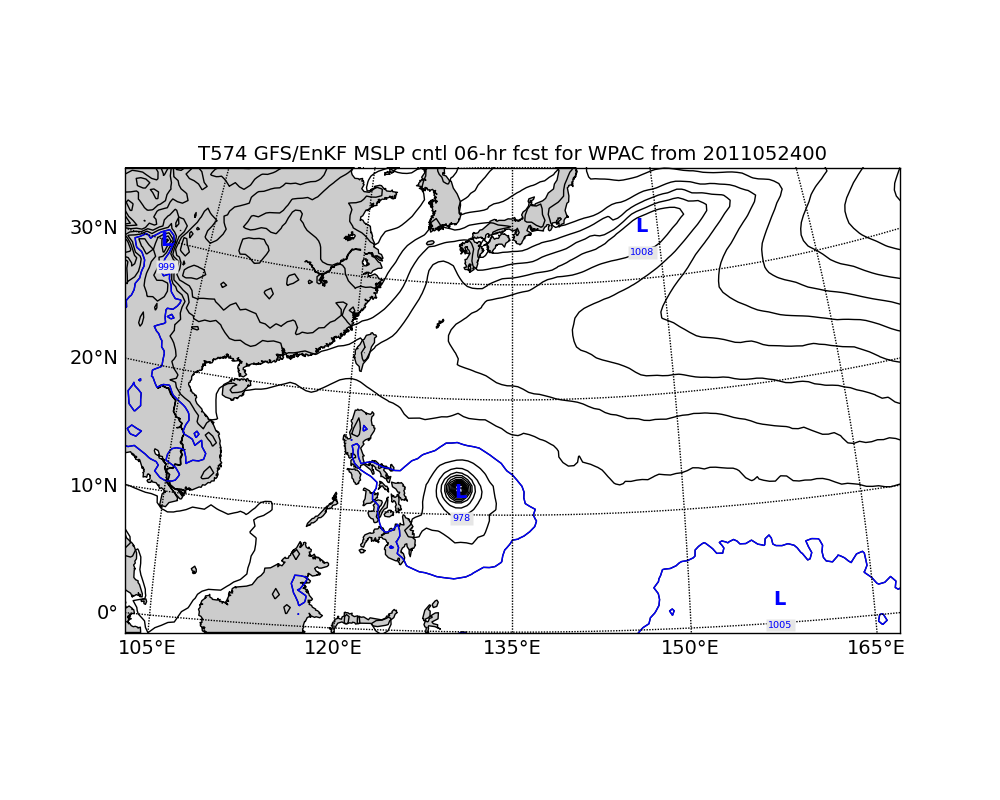 T574 GFS/EnKF MSLP cntl 06-hr fcst for WPAC from 2011052400
30°N
L
999
L
1008
20°N
10°N
L
978
0°
L
1005
105°E 120°E 135°E 150°E 165°E